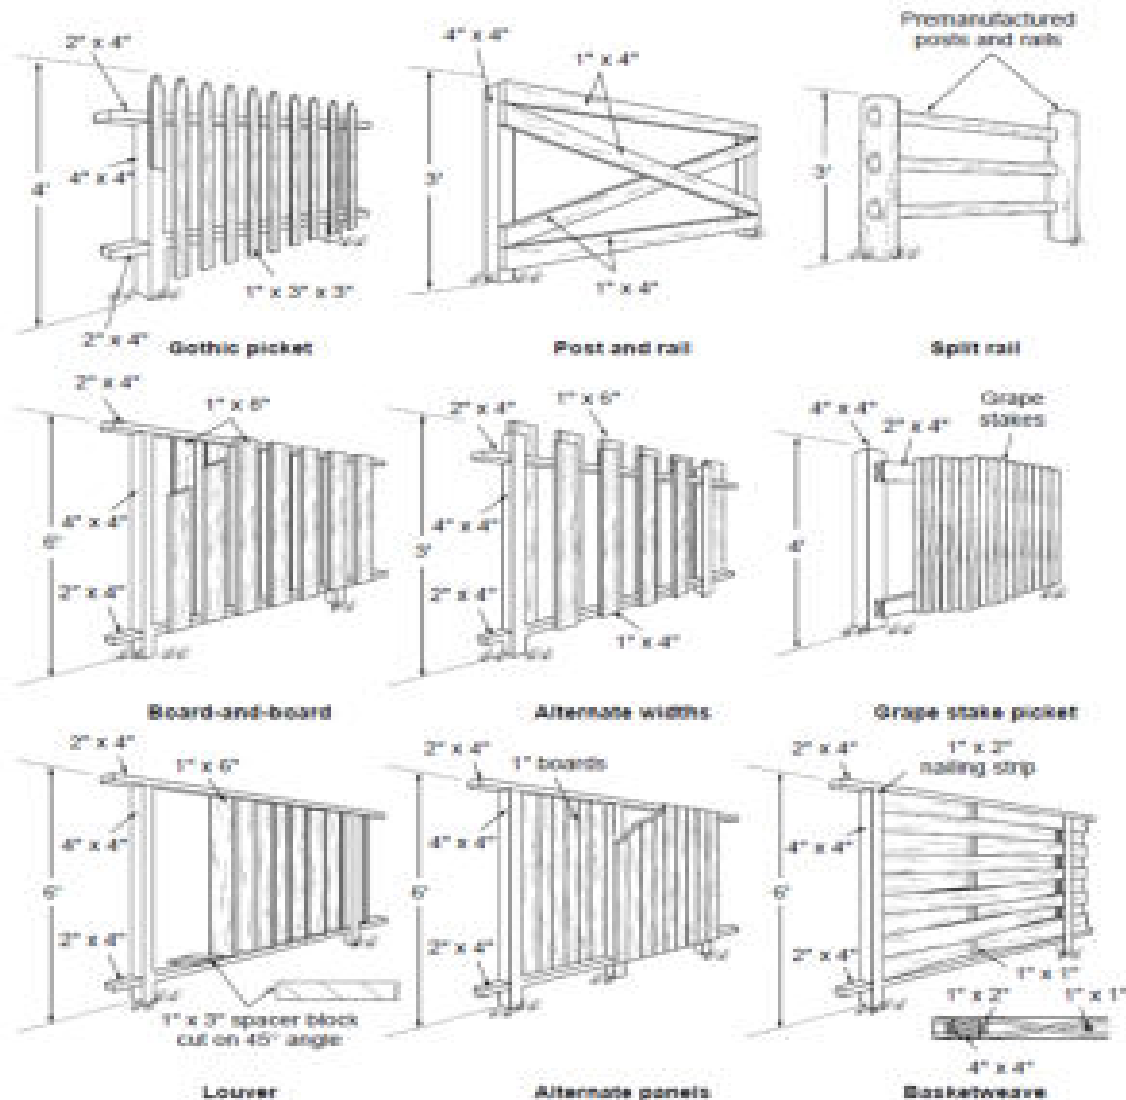 2" x 4"
4'
4" x 4"
1" x 3" x 3"
2" x 4"
Gothic picket
4" x 4"
1" x 4"
3'
1" x 4"
Post and rail
Premanufactured
posts and rails
3'
Split rail
2" x 4"
1" x 6"
4" x 4"
6'
2" x 4"
Board-and-board
2" x 4"
1" x 6"
4" x 4"
3'
2" x 4"
1" x 4"
Alternate widths
4" x 4"
2" x 4"
Grape
stakes
4'
Grape stake picket
2" x 4"
1" x 6"
4" x 4"
6'
2" x 4"
1" x 3" spacer block
cut on 45° angle
Louver
2" x 4"
1" boards
4" x 4"
6'
2" x 4"
Alternate panels
2" x 4"
1" x 2"
nailing strip
4" x 4"
6'
2" x 4"
1" x 1"
1" x 2"
1" x 1"
4" x 4"
Basketweave